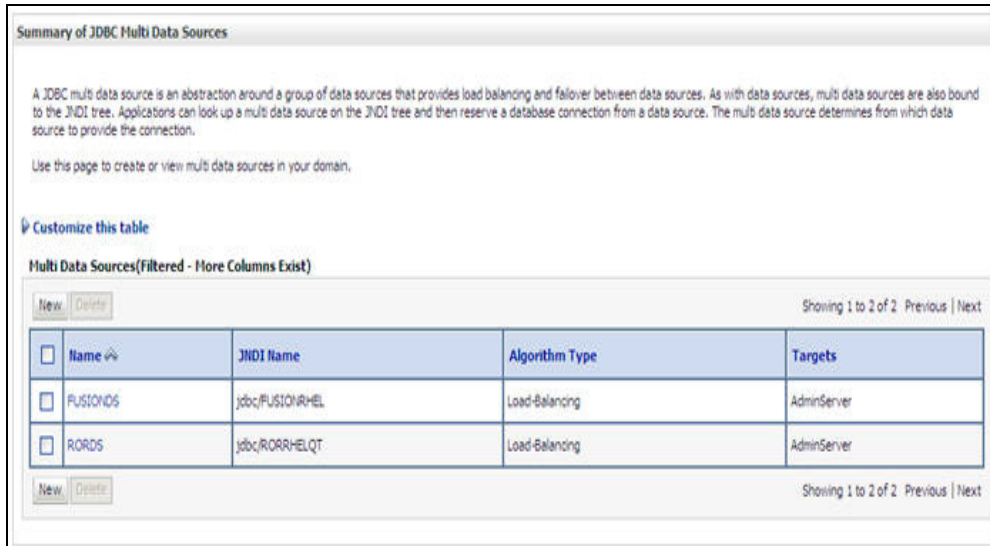 Summary of JDBC Multi Data Sources
A JDBC multi data source is an abstraction around a group of data sources that provides load balancing and failover between data sources. As with data sources, multi data sources are also bound
to the JNDI tree. Applications can look up a multi data source on the JNDI tree and then reserve a database connection from a data source. The multi data source determines from which data
source to provide the connection.
Use this page to create or view multi data sources in your domain.
Customize this table
Multi Data Sources(Filtered - More Columns Exist)
New Delete Showing 1 to 2 of 2 Previous | Next
Name JNDI Name Algorithm Type Targets
FUSIONDS jdbc/FUSIONRHEL Load-Balancing AdminServer
RORDS jdbc/RORRHELQT Load-Balancing AdminServer
New Delete Showing 1 to 2 of 2 Previous | Next